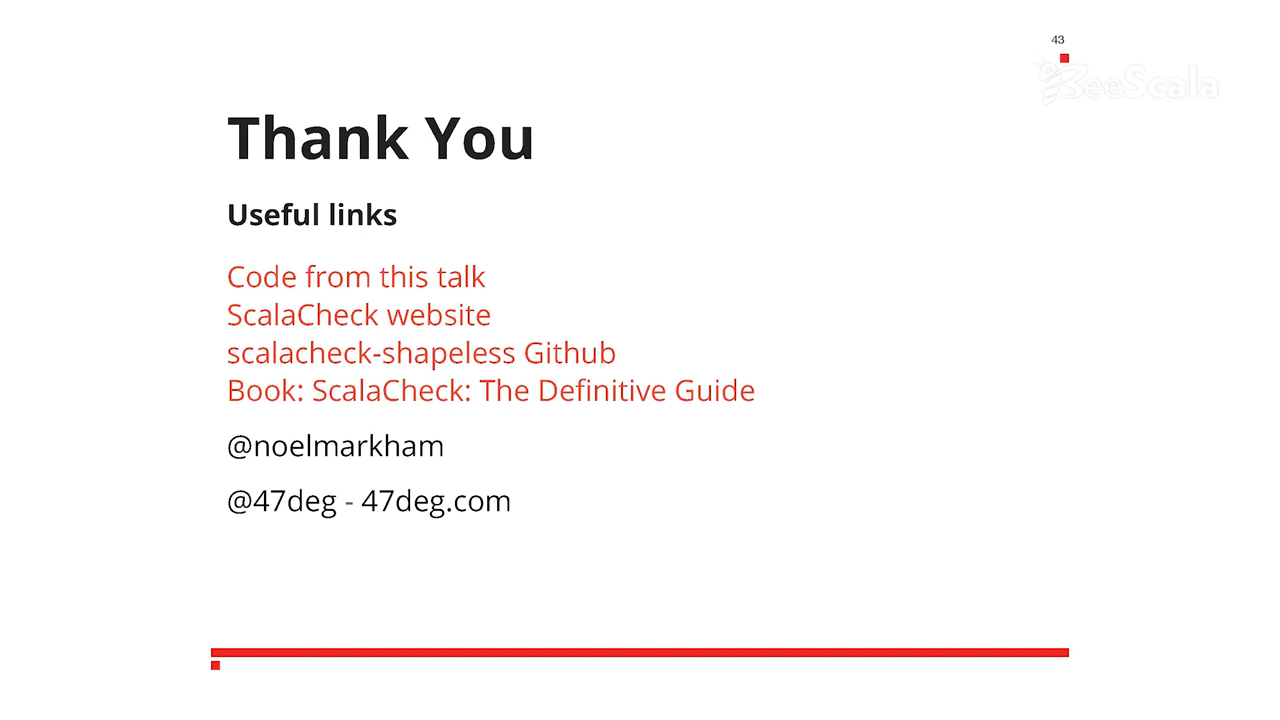 43
BeeScala
Thank You
Useful links
Code from this talk
ScalaCheck website
scalacheck-shapeless Github
Book: ScalaCheck: The Definitive Guide
@noelmarkham
@47deg - 47deg.com